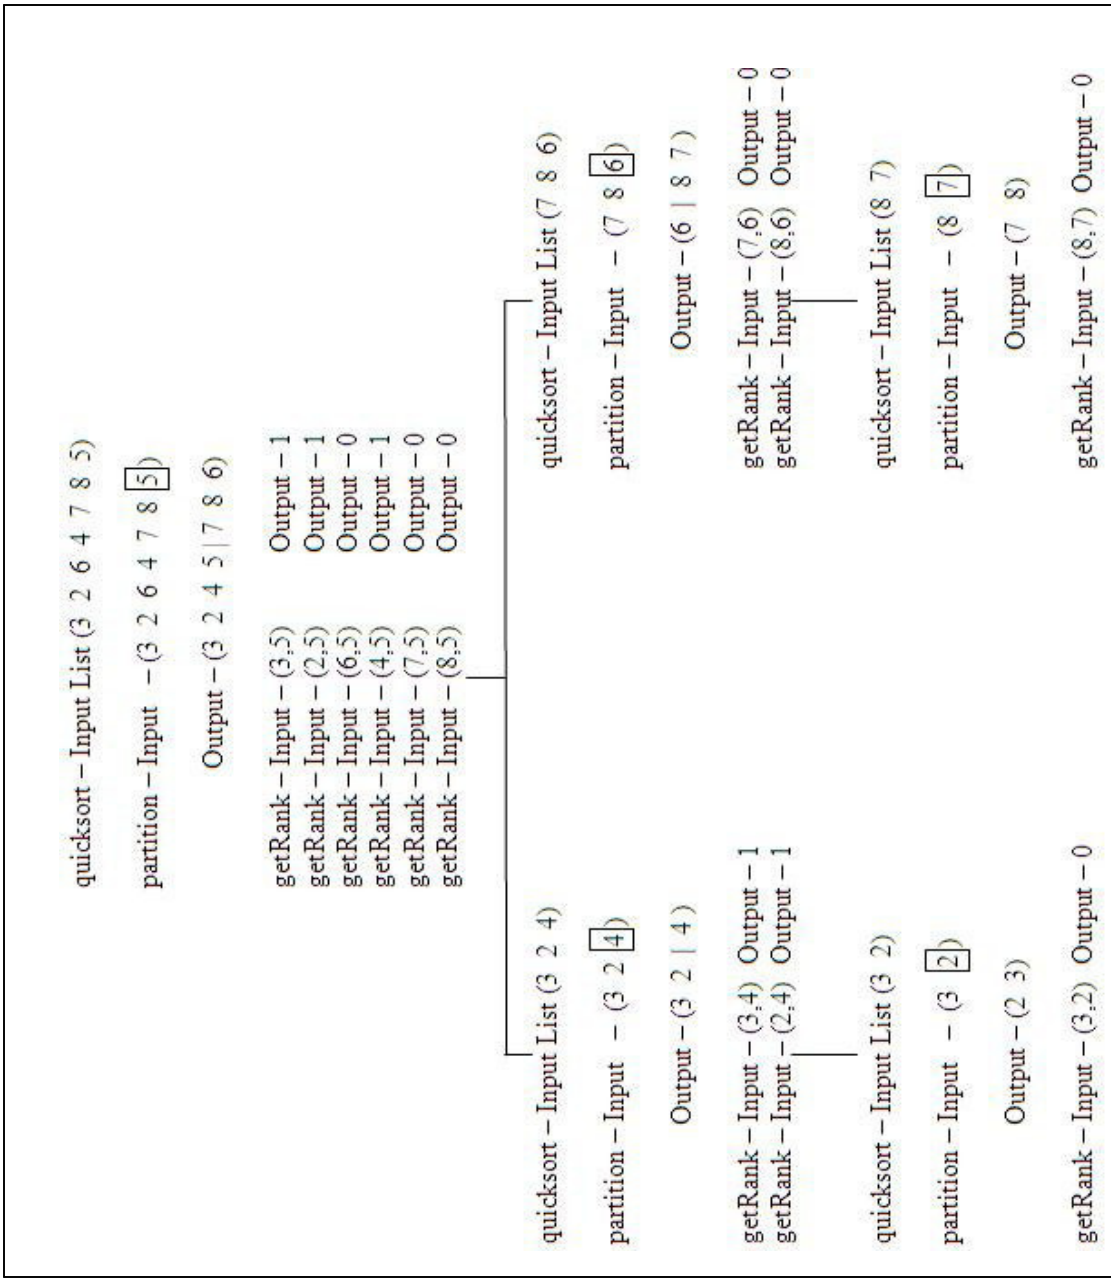 quicksort – Input List (3 2 6 4 7 8 5)
partition – Input – (3 2 6 4 7 8 5)
Output – (3 2 4 5 | 7 8 6)
getRank – Input – (3,5) Output – 1
getRank – Input – (2,5) Output – 1
getRank – Input – (6,5) Output – 0
getRank – Input – (4,5) Output – 1
getRank – Input – (7,5) Output – 0
getRank – Input – (8,5) Output – 0
quicksort – Input List (3 2 4)
partition – Input – (3 2 4)
Output – (3 2 | 4 )
getRank – Input – (3,4) Output – 1
getRank – Input – (2,4) Output – 1
quicksort – Input List (3 2)
partition – Input – (3 2)
Output – (2 3)
getRank – Input – (3,2) Output – 0
quicksort – Input List (7 8 6)
partition – Input – (7 8 6)
Output – (6 | 8 7 )
getRank – Input – (7,6) Output – 0
getRank – Input – (8,6) Output – 0
quicksort – Input List (8 7)
partition – Input – (8 7)
Output – (7 8)
getRank – Input – (8,7) Output – 0